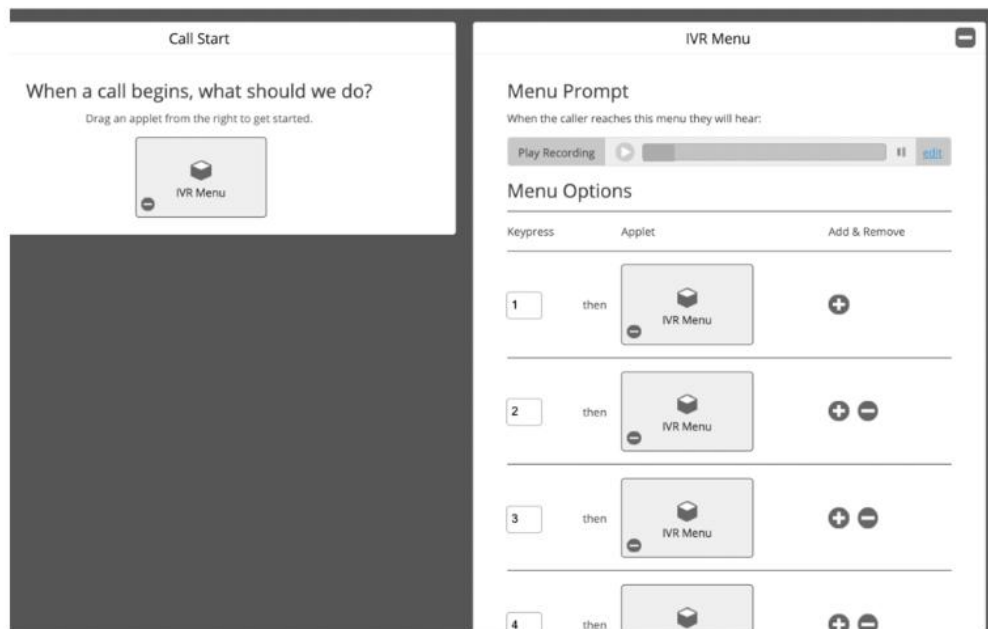 Call Start
When a call begins, what should we do?
Drag an applet from the right to get started.
IVR Menu
IVR Menu
Menu Prompt
When the caller reaches this menu they will hear:
Play Recording edit
Menu Options
Keypress Applet Add & Remove
1 then IVR Menu
2 then IVR Menu
3 then IVR Menu
4 then